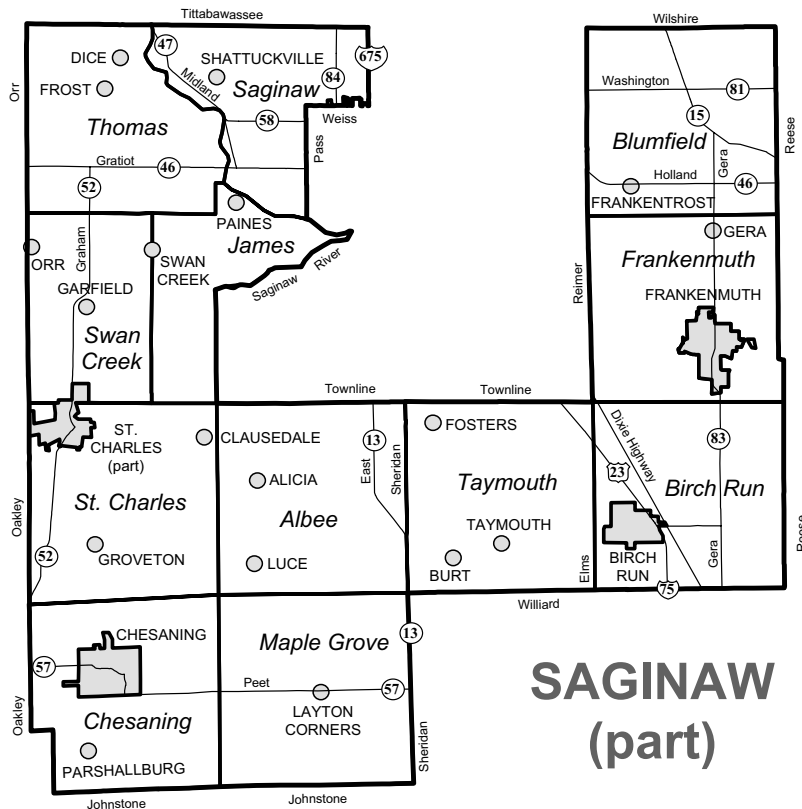 Tittabawassee
Wilshire
47
DICE
SHATTUCKVILLE
675
Orr
FROST
Midland
Saginaw
84
Washington
81
Thomas
58
Weiss
15
Blumfield
Reese
Gratiot
46
Pass
Gera
Holland
46
52
FRANKENTROST
PAINES
James
GERA
Graham
ORR
SWAN
CREEK
Saginaw
River
Frankenmuth
Reimer
FRANKENMUTH
GARFIELD
Swan
Creek
Townline
Townline
ST.
CHARLES
(part)
CLAUSEDALE
13
East
Sheridan
FOSTERS
Dixie Highway
83
ALICIA
Taymouth
23
Birch Run
St. Charles
Albee
Oakley
TAYMOUTH
Reese
52
GROVETON
LUCE
BURT
Elms
BIRCH
RUN
Gera
75
Williard
CHESANING
Maple Grove
13
57
Peet
57
SAGINAW
(part)
Oakley
Chesaning
LAYTON
CORNERS
Sheridan
PARSHALLBURG
Johnstone
Johnstone